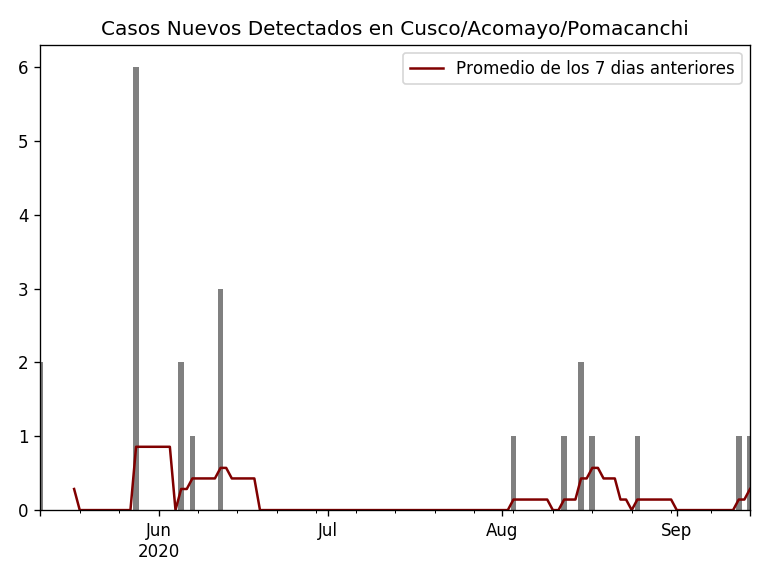 Casos Nuevos Detectados en Cusco/Acomayo/Pomacanchi
Promedio de los 7 dias anteriores
6
5
4
3
2
1
0
Jun
2020
Jul
Aug
Sep